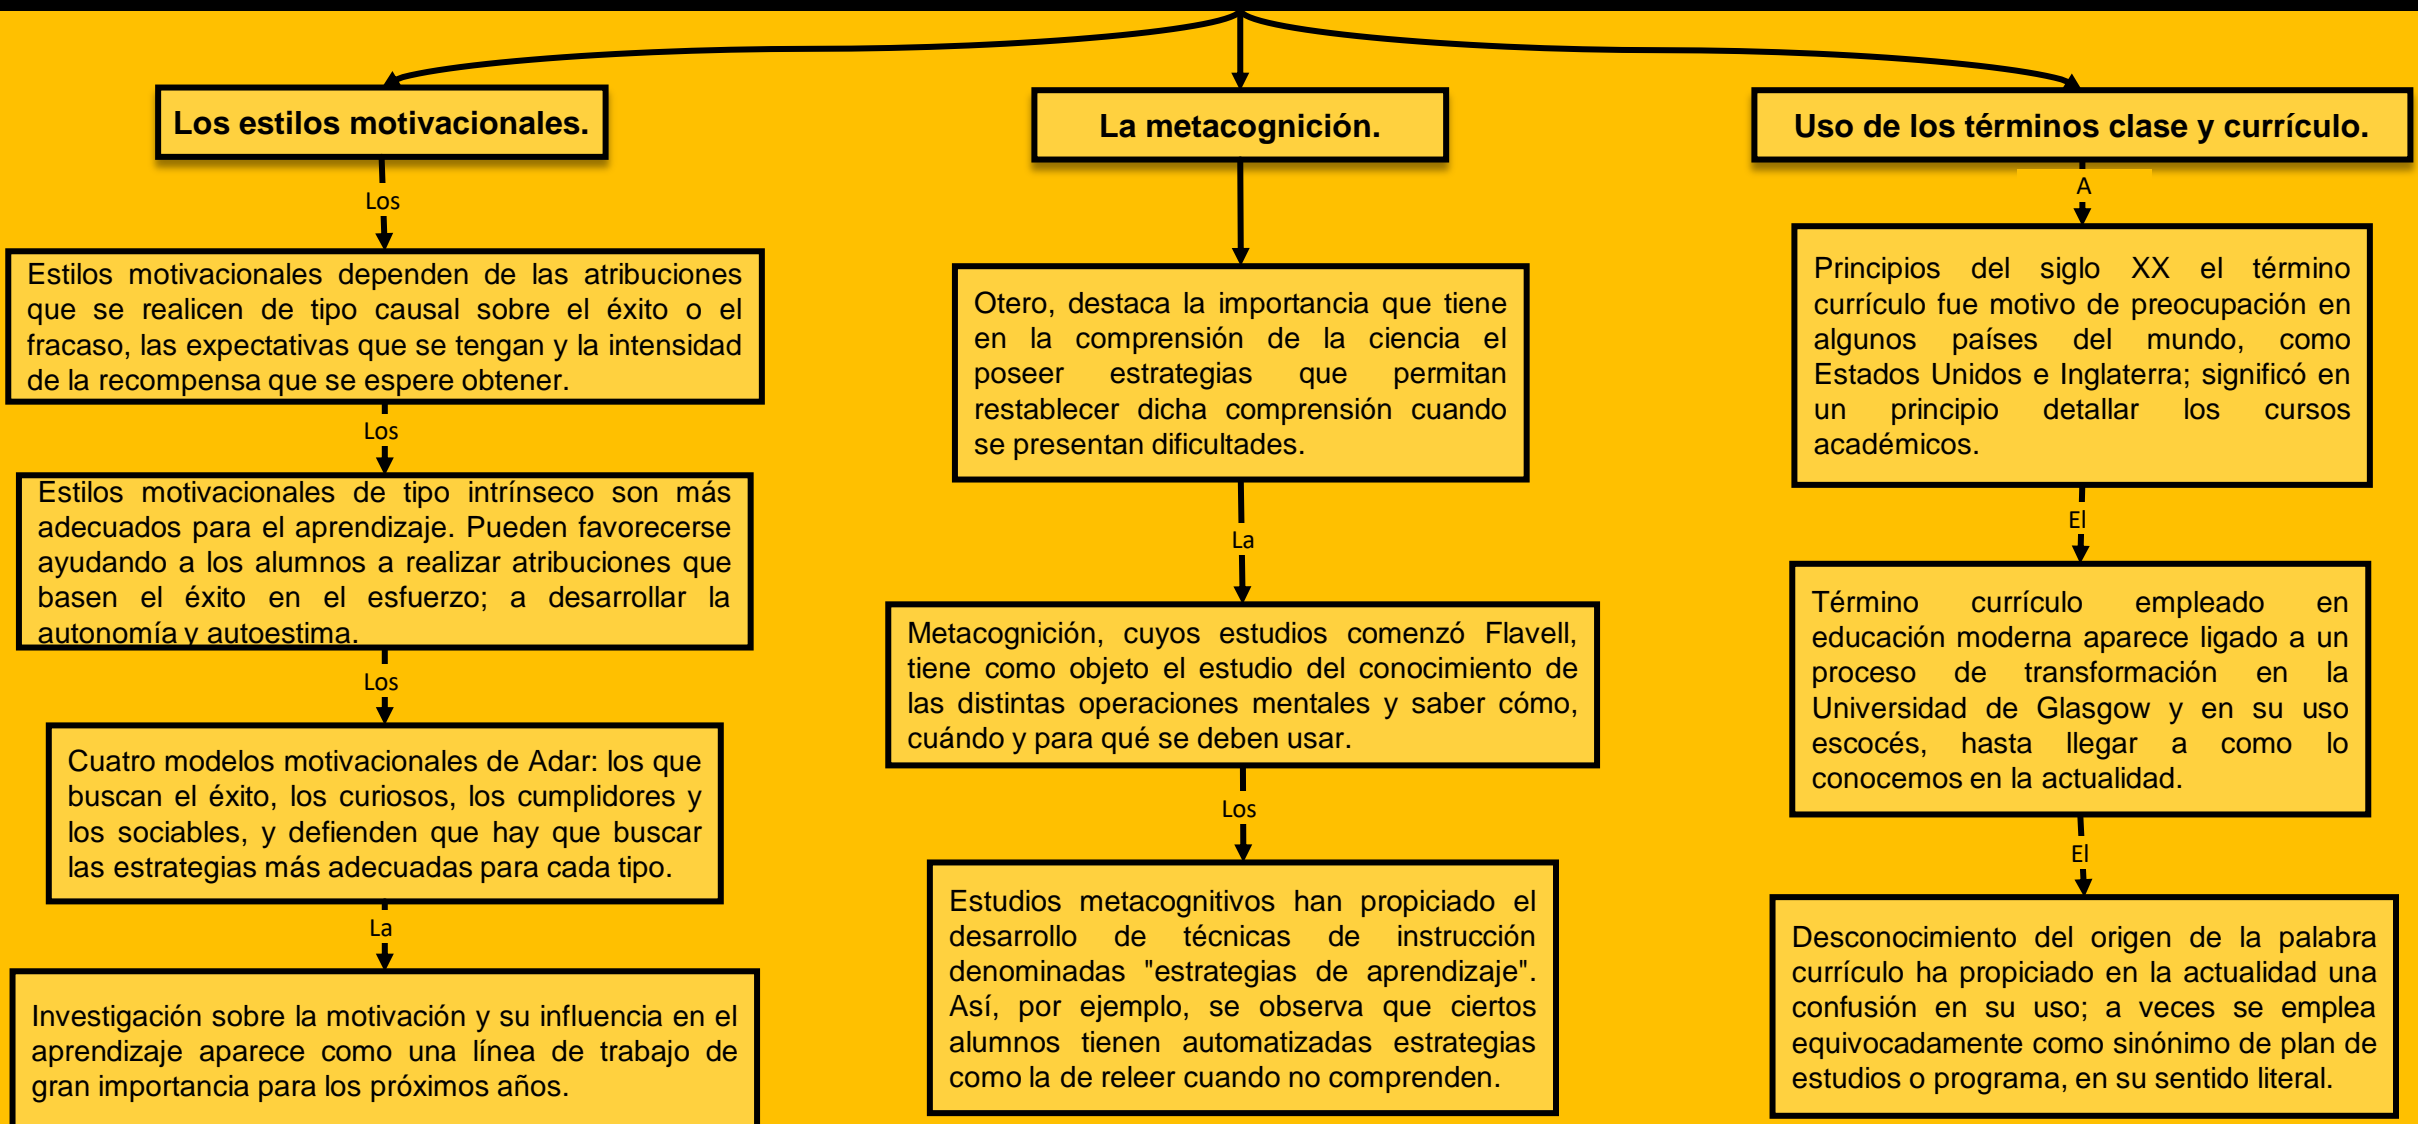 Los estilos motivacionales.
Los
Estilos motivacionales dependen de las atribuciones
que se realicen de tipo causal sobre el éxito o el
fracaso, las expectativas que se tengan y la intensidad
de la recompensa que se espere obtener.
Los
Estilos motivacionales de tipo intrínseco son más
adecuados para el aprendizaje. Pueden favorecerse
ayudando a los alumnos a realizar atribuciones que
basen el éxito en el esfuerzo; a desarrollar la
autonomía y autoestima.
Los
Cuatro modelos motivacionales de Adar: los que
buscan el éxito, los curiosos, los cumplidores y
los sociables, y defienden que hay que buscar
las estrategias más adecuadas para cada tipo.
La
Investigación sobre la motivación y su influencia en el
aprendizaje aparece como una línea de trabajo de
gran importancia para los próximos años.
La metacognición.
Otero, destaca la importancia que tiene
en la comprensión de la ciencia el
poseer estrategias que permitan
restablecer dicha comprensión cuando
se presentan dificultades.
La
Metacognición, cuyos estudios comenzó Flavell,
tiene como objeto el estudio del conocimiento de
las distintas operaciones mentales y saber cómo,
cuándo y para qué se deben usar.
Los
Estudios metacognitivos han propiciado el
desarrollo de técnicas de instrucción
denominadas "estrategias de aprendizaje".
Así, por ejemplo, se observa que ciertos
alumnos tienen automatizadas estrategias
como la de releer cuando no comprenden.
Uso de los términos clase y currículo.
A
Principios del siglo XX el término
currículo fue motivo de preocupación en
algunos países del mundo, como
Estados Unidos e Inglaterra; significó en
un principio detallar los cursos
académicos.
El
Término currículo empleado en
educación moderna aparece ligado a un
proceso de transformación en la
Universidad de Glasgow y en su uso
escocés, hasta llegar a como lo
conocemos en la actualidad.
El
Desconocimiento del origen de la palabra
currículo ha propiciado en la actualidad una
confusión en su uso; a veces se emplea
equivocadamente como sinónimo de plan de
estudios o programa, en su sentido literal.